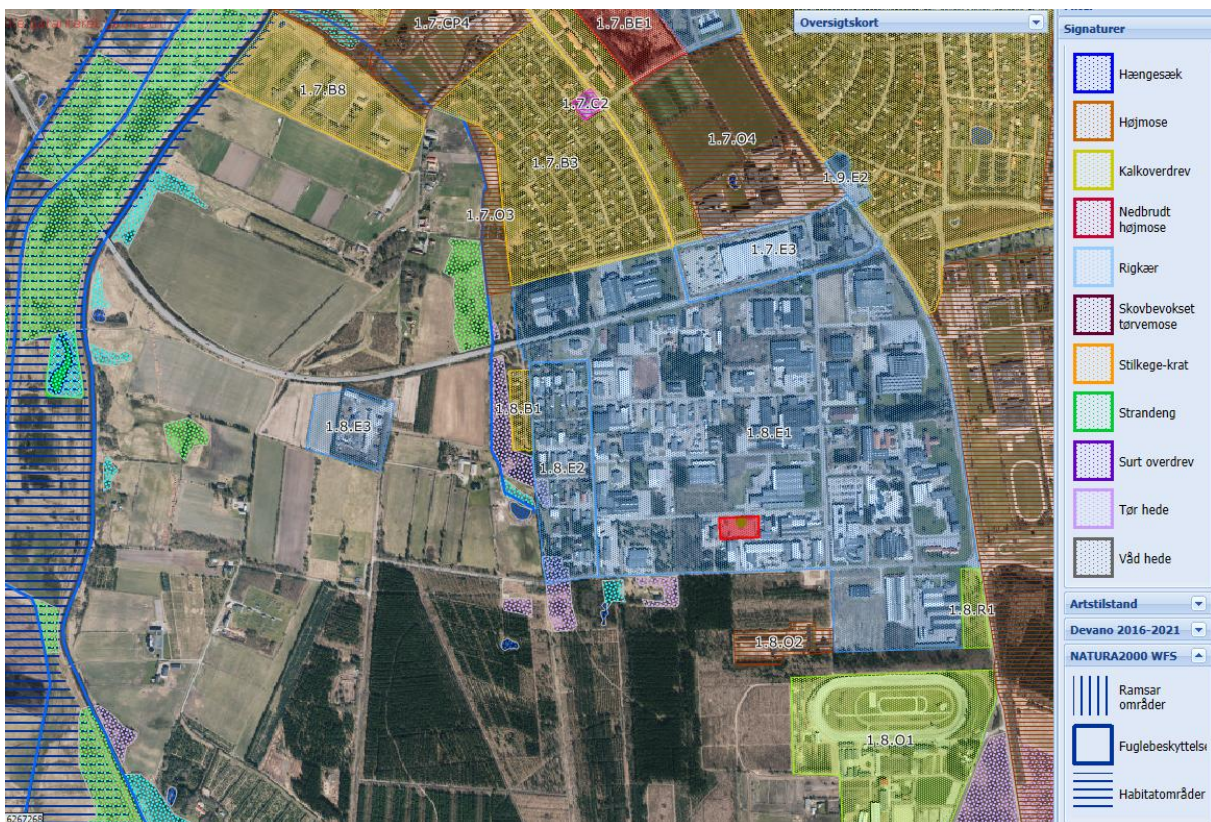 Oversigtskort
1.7.CP4
1.7.BE1
1.7.B8
1.7.C2
1.7.O4
1.7.B3
1.9.E2
1.7.O3
1.7.E3
1.8.B1
1.8.E3
1.8.E1
1.8.E2
1.8.R1
1.8.O2
1.8.O1
6267268
Signaturer
Hængesæk
Højmose
Kalkoverdrev
Nedbrudt
højmose
Rigkær
Skovbevokset
tørvemose
Stilkege-krat
Strandeng
Surt overdrev
Tør hede
Våd hede
Artstilstand
Devano 2016-2021
NATURA2000 WFS
Ramsar
områder
Fuglebeskyttelse
Habitatområder